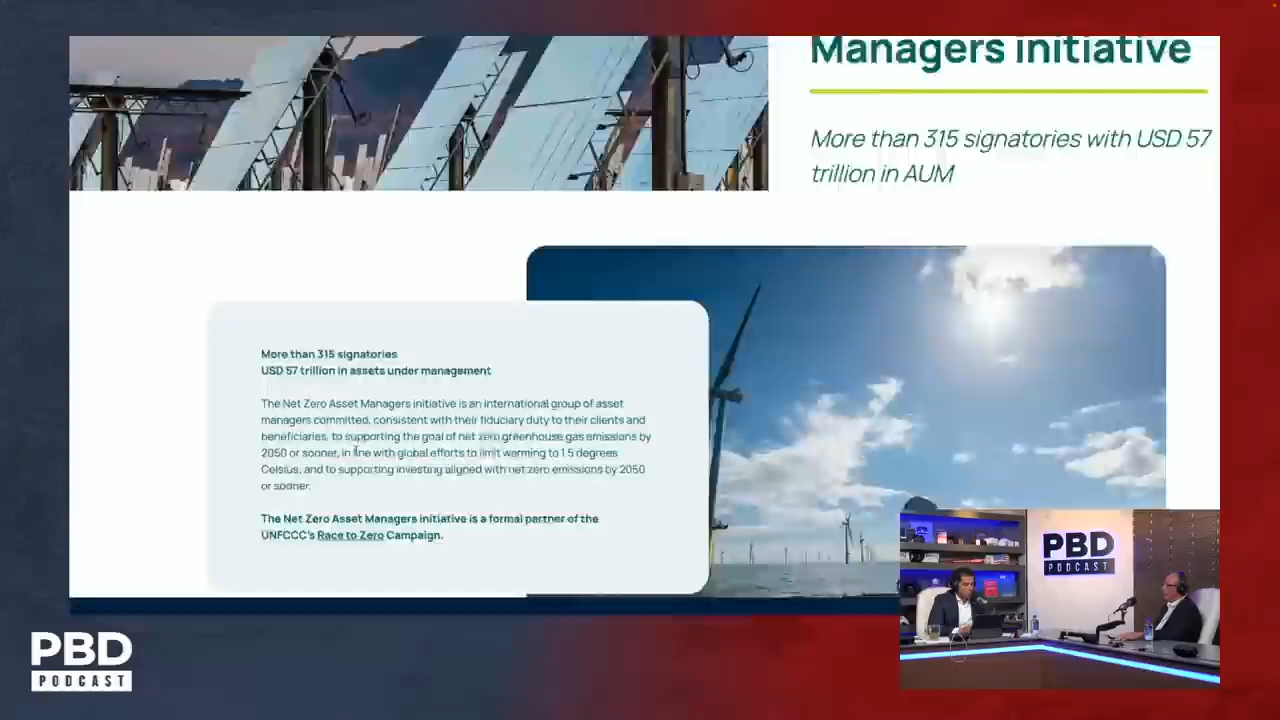 Managers initiative
More than 315 signatories with USD 57
trillion in AUM
More than 315 signatories
USD 57 trillion in assets under management
The Net Zero Asset Managers initiative is an international group of asset
managers committed, consistent with their fiduciary duty to their clients and
beneficiaries, to supporting the goal of net zero greenhouse gas emissions by
2050 or sooner, in line with global efforts to limit warming to 1.5 degrees
Celsius, and to supporting investing aligned with net zero emissions by 2050
or sooner.
The Net Zero Asset Managers initiative is a formal partner of the
UNFCCC's Race to Zero Campaign.
PBD
PODCAST
PBD
PODCAST